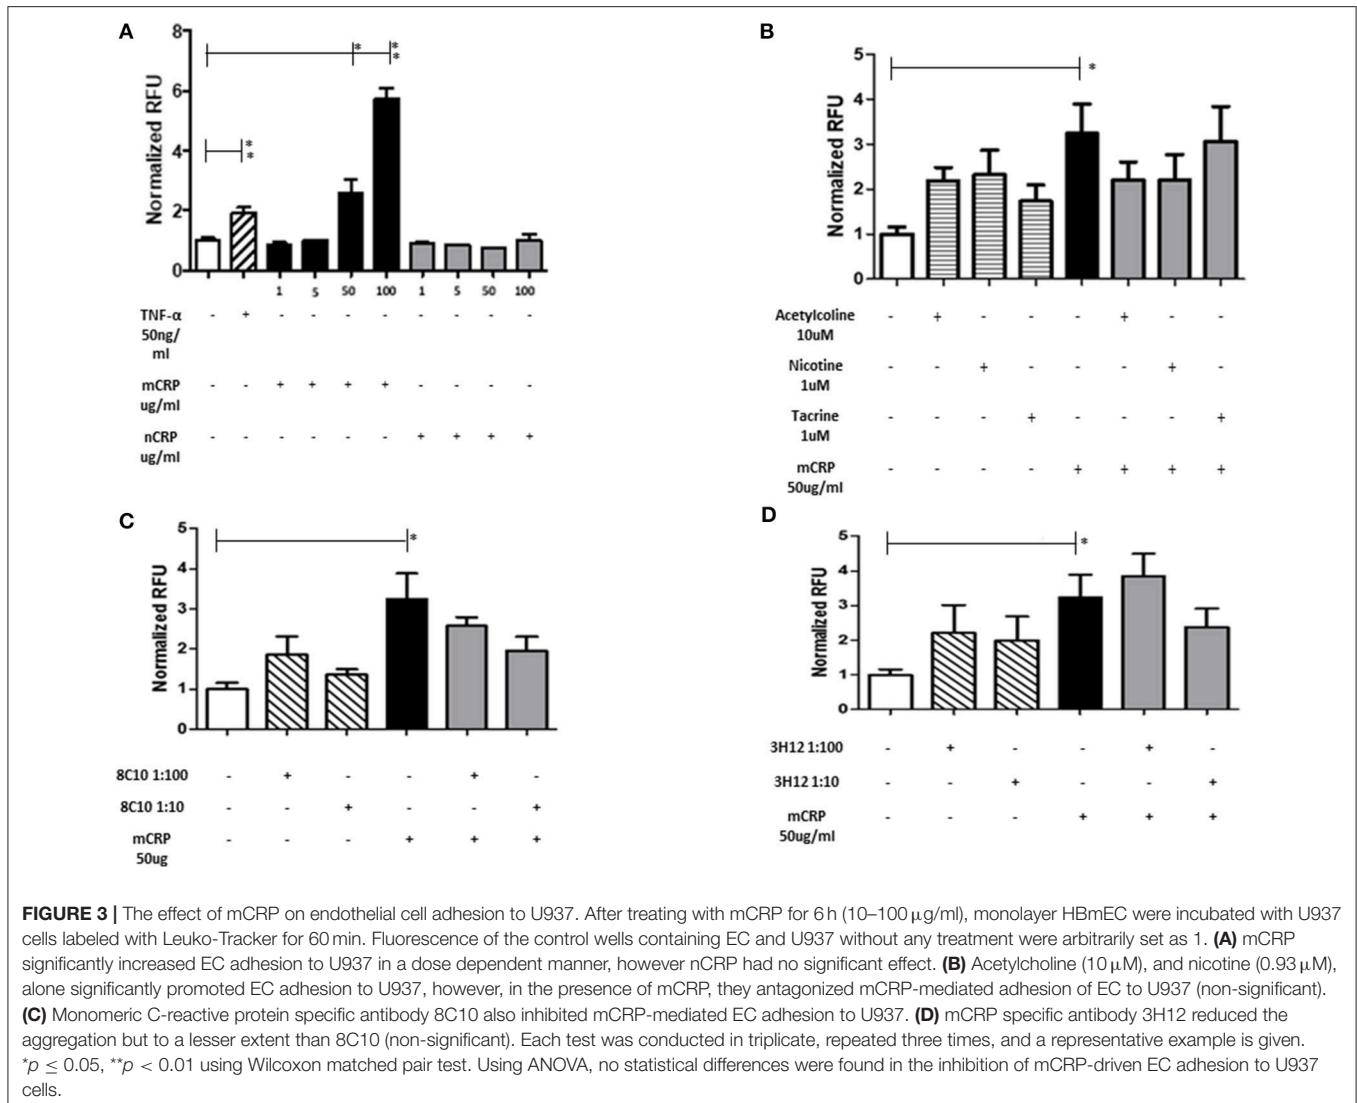 A
Normalized RFU
8
6
4
2
0
*
**
**
1 5 50 100 1 5 50 100
TNF-α - + - - - - - - - -
50ng/
ml
mCRP - - + + + + - - - -
ug/ml
nCRP - - - - - - + + + +
ug/ml
B
Normalized RFU
5
4
3
2
1
0
*
Acetylcoline - + - - - + - -
10uM
Nicotine - - + - - - + -
1uM
Tacrine - - - + - - - +
1uM
mCRP - - - - + + + +
50ug/ml
C
Normalized RFU
5
4
3
2
1
0
*
8C10 1:100 - + - - + -
8C10 1:10 - - + - - +
mCRP - - - + + +
50ug
D
Normalized RFU
5
4
3
2
1
0
*
3H12 1:100 - + - - + -
3H12 1:10 - - + - - +
mCRP - - - + + +
50ug/ml
FIGURE 3 | The effect of mCRP on endothelial cell adhesion to U937. After treating with mCRP for 6 h (10–100 μg/ml), monolayer HBmEC were incubated with U937
cells labeled with Leuko-Tracker for 60 min. Fluorescence of the control wells containing EC and U937 without any treatment were arbitrarily set as 1. (A) mCRP
significantly increased EC adhesion to U937 in a dose dependent manner, however nCRP had no significant effect. (B) Acetylcholine (10 μM), and nicotine (0.93 μM),
alone significantly promoted EC adhesion to U937, however, in the presence of mCRP, they antagonized mCRP-mediated adhesion of EC to U937 (non-significant).
(C) Monomeric C-reactive protein specific antibody 8C10 also inhibited mCRP-mediated EC adhesion to U937. (D) mCRP specific antibody 3H12 reduced the
aggregation but to a lesser extent than 8C10 (non-significant). Each test was conducted in triplicate, repeated three times, and a representative example is given.
*p ≤ 0.05, **p < 0.01 using Wilcoxon matched pair test. Using ANOVA, no statistical differences were found in the inhibition of mCRP-driven EC adhesion to U937
cells.